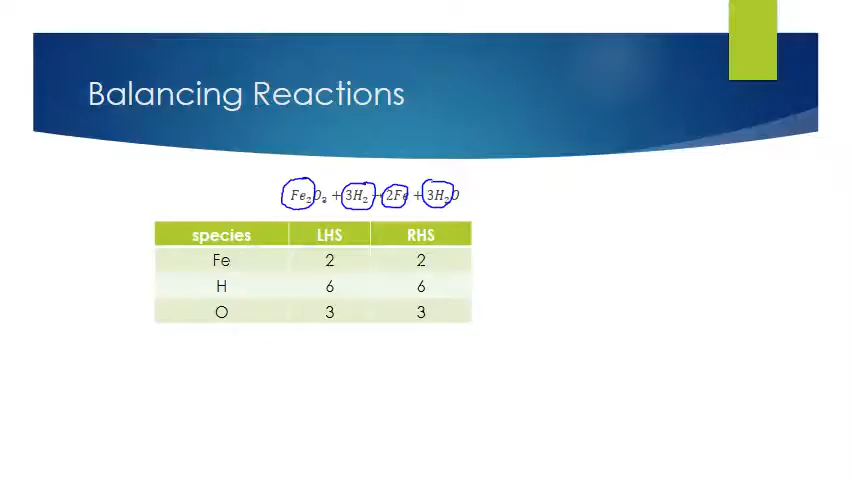 Balancing Reactions
Fe₂O₃ + 3H₂ → 2Fe + 3H₂O
species LHS RHS
Fe 2 2
H 6 6
O 3 3